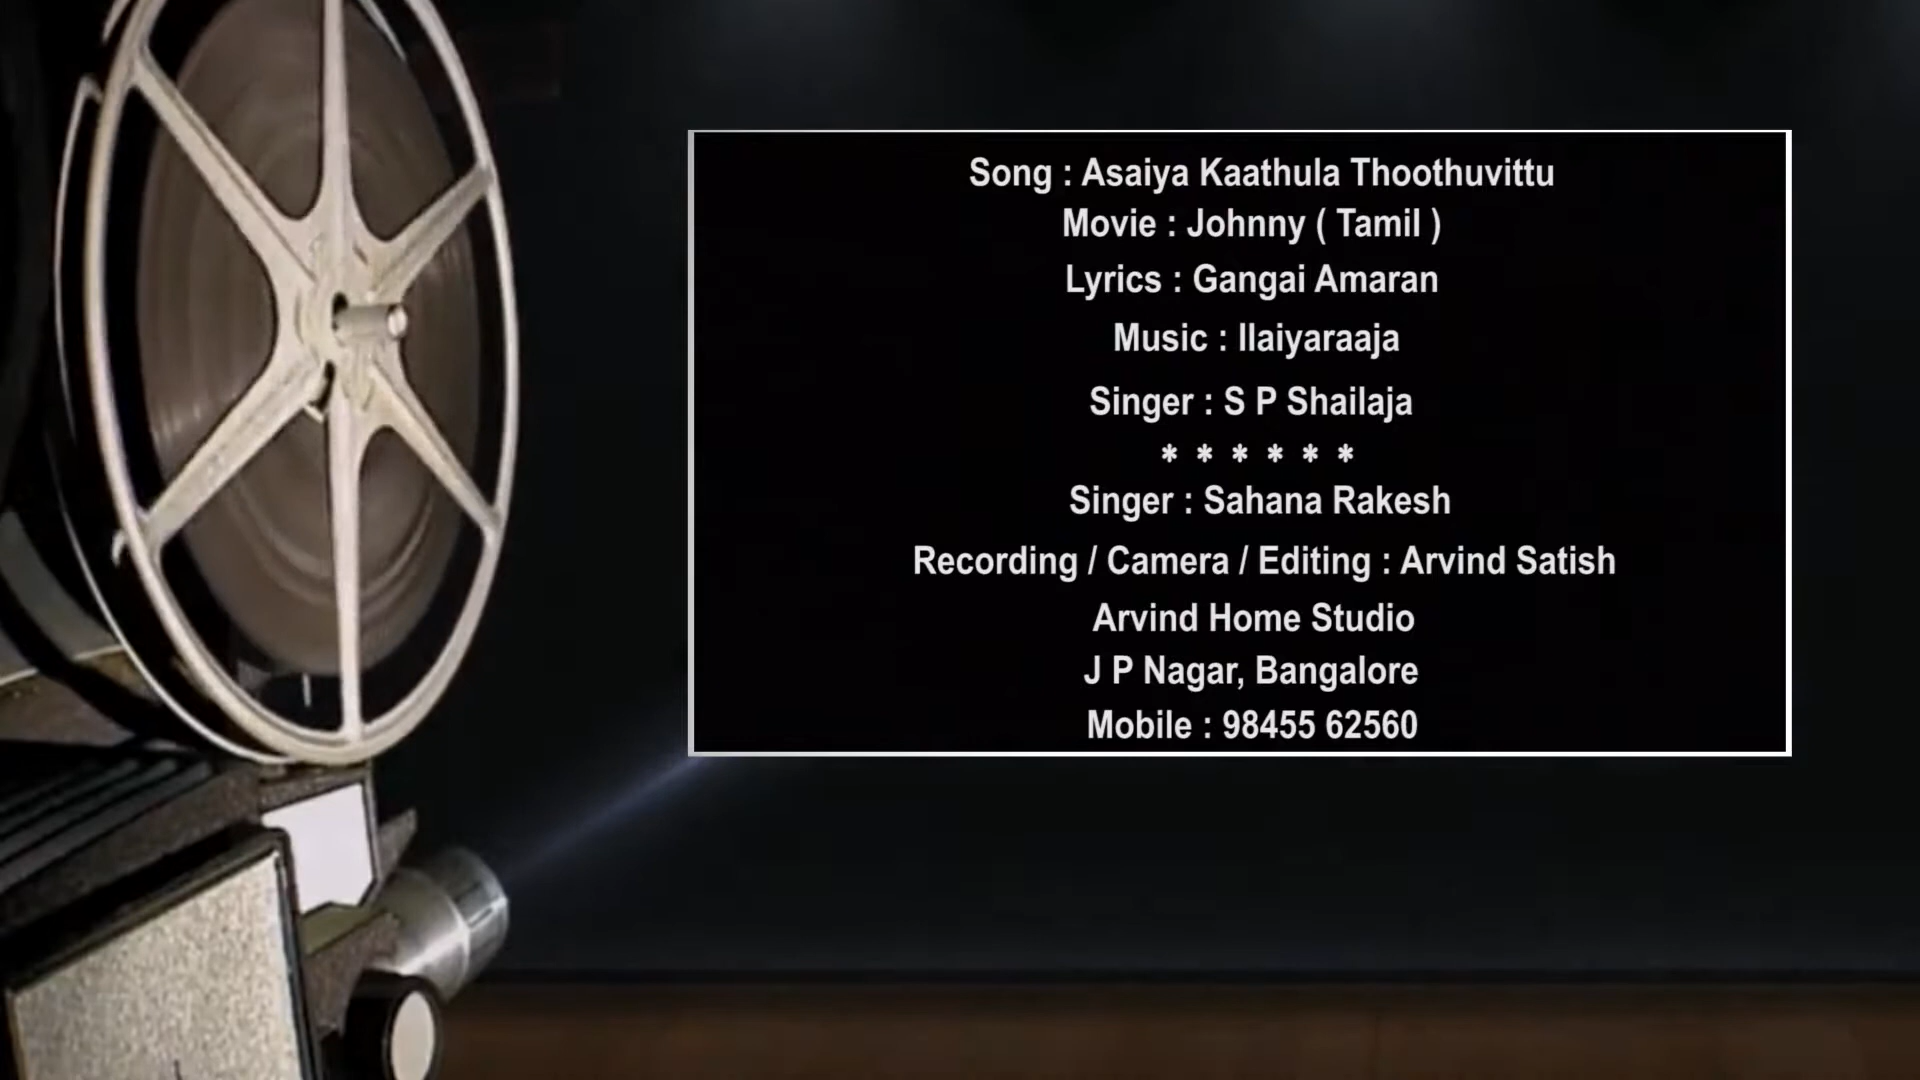 Song : Asaiya Kaathula Thoothuvittu
Movie : Johnny ( Tamil )
Lyrics : Gangai Amaran
Music : Ilaiyaraaja
Singer : S P Shailaja
* * * * * *
Singer : Sahana Rakesh
Recording / Camera / Editing : Arvind Satish
Arvind Home Studio
J P Nagar, Bangalore
Mobile : 98455 62560